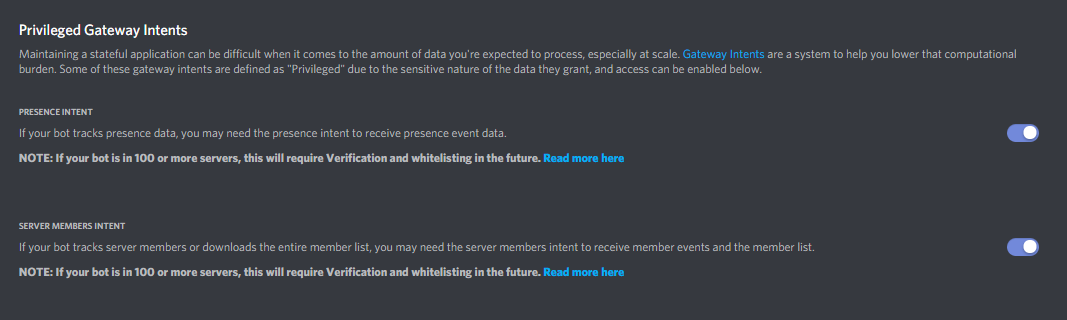 Privileged Gateway Intents
Maintaining a stateful application can be difficult when it comes to the amount of data you're expected to process, especially at scale. Gateway Intents are a system to help you lower that computational
burden. Some of these gateway intents are defined as "Privileged" due to the sensitive nature of the data they grant, and access can be enabled below.
PRESENCE INTENT
If your bot tracks presence data, you may need the presence intent to receive presence event data.
NOTE: If your bot is in 100 or more servers, this will require Verification and whitelisting in the future. Read more here
SERVER MEMBERS INTENT
If your bot tracks server members or downloads the entire member list, you may need the server members intent to receive member events and the member list.
NOTE: If your bot is in 100 or more servers, this will require Verification and whitelisting in the future. Read more here